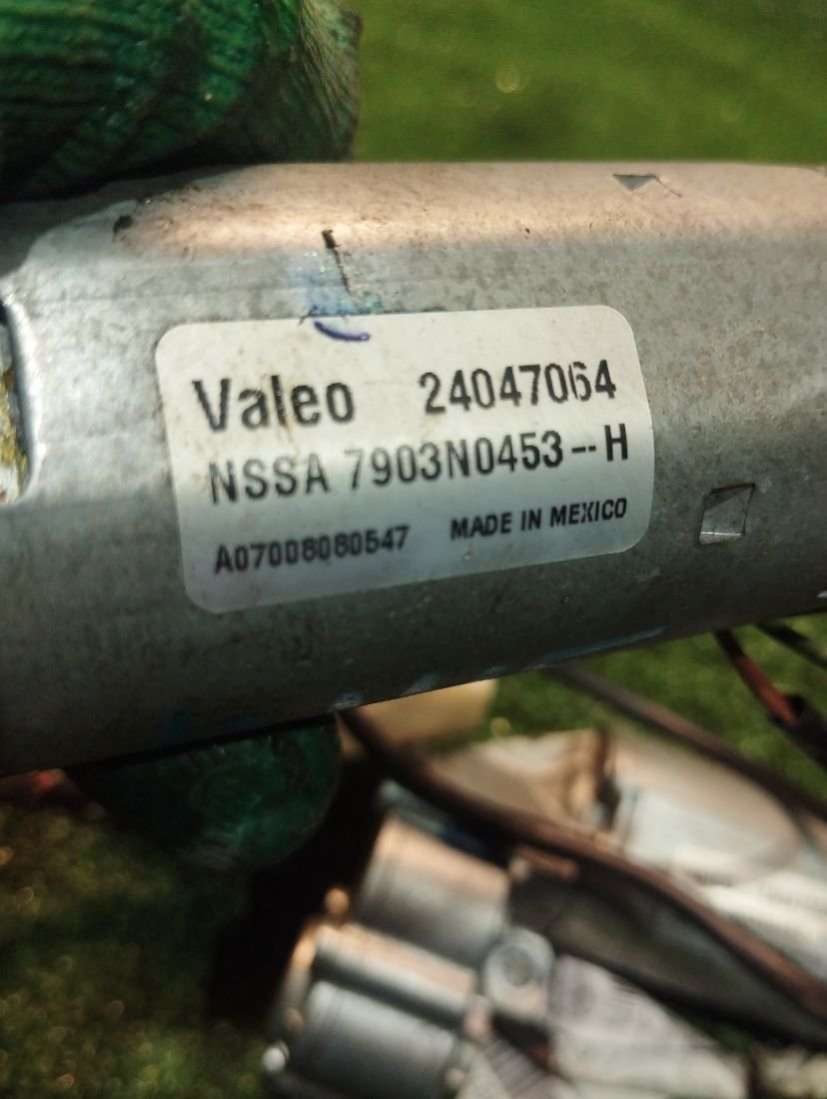 Valeo 24047064
NSSA 7903N0453--H
A07008080547 MADE IN MEXICO